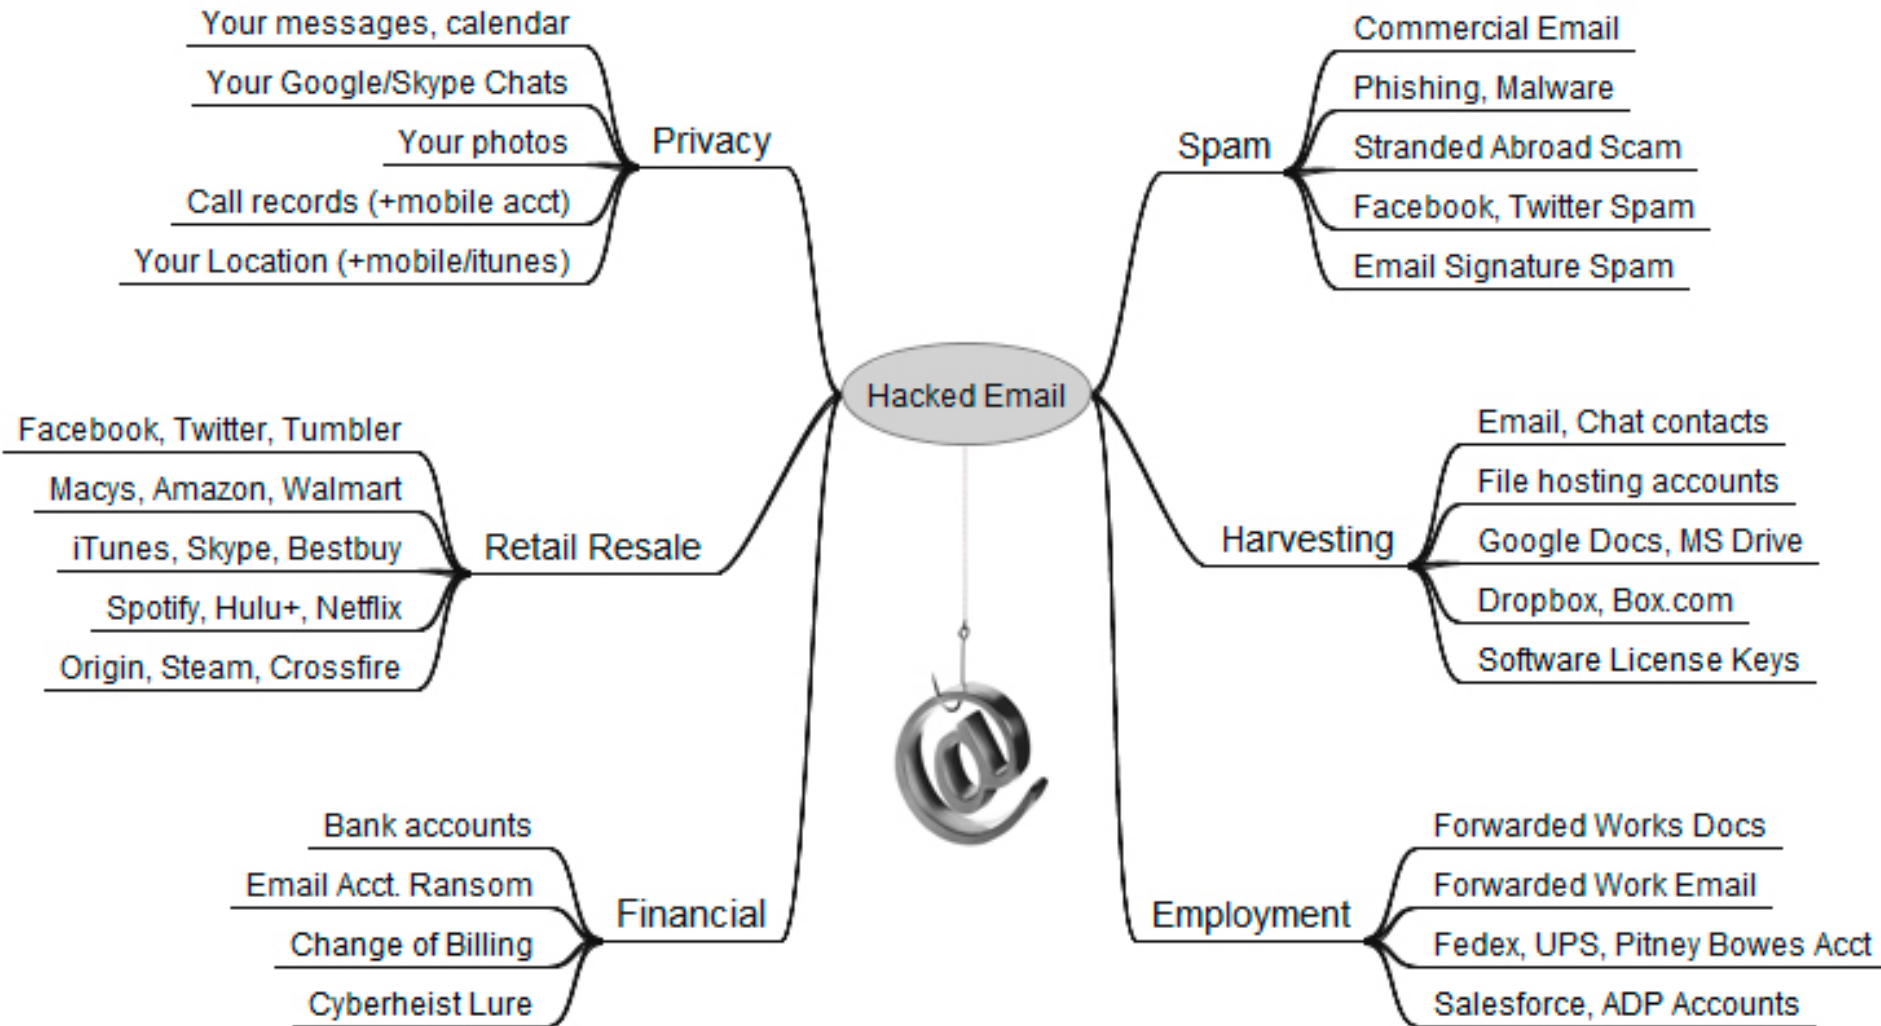 Hacked Email
Privacy
Your messages, calendar
Your Google/Skype Chats
Your photos
Call records (+mobile acct)
Your Location (+mobile/itunes)
Retail Resale
Facebook, Twitter, Tumbler
Macys, Amazon, Walmart
iTunes, Skype, Bestbuy
Spotify, Hulu+, Netflix
Origin, Steam, Crossfire
Financial
Bank accounts
Email Acct. Ransom
Change of Billing
Cyberheist Lure
Spam
Commercial Email
Phishing, Malware
Stranded Abroad Scam
Facebook, Twitter Spam
Email Signature Spam
Harvesting
Email, Chat contacts
File hosting accounts
Google Docs, MS Drive
Dropbox, Box.com
Software License Keys
Employment
Forwarded Works Docs
Forwarded Work Email
Fedex, UPS, Pitney Bowes Acct
Salesforce, ADP Accounts
@